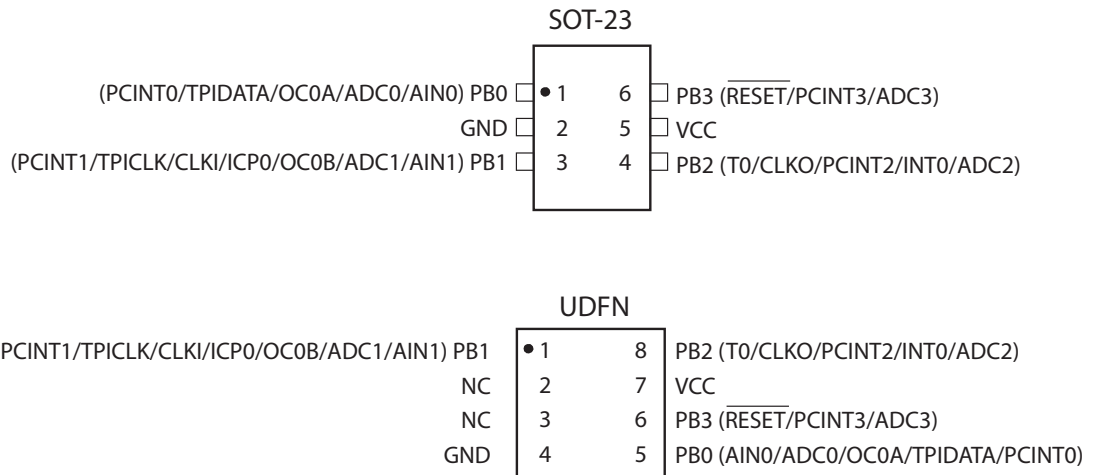 SOT-23
(PCINT0/TPIDATA/OC0A/ADC0/AIN0) PB0 1 6 PB3 (RESET/PCINT3/ADC3)
GND 2 5 VCC
(PCINT1/TPICLK/CLKI/ICP0/OC0B/ADC1/AIN1) PB1 3 4 PB2 (T0/CLKO/PCINT2/INT0/ADC2)
UDFN
PCINT1/TPICLK/CLKI/ICP0/OC0B/ADC1/AIN1) PB1 1 8 PB2 (T0/CLKO/PCINT2/INT0/ADC2)
NC 2 7 VCC
NC 3 6 PB3 (RESET/PCINT3/ADC3)
GND 4 5 PB0 (AIN0/ADC0/OC0A/TPIDATA/PCINT0)